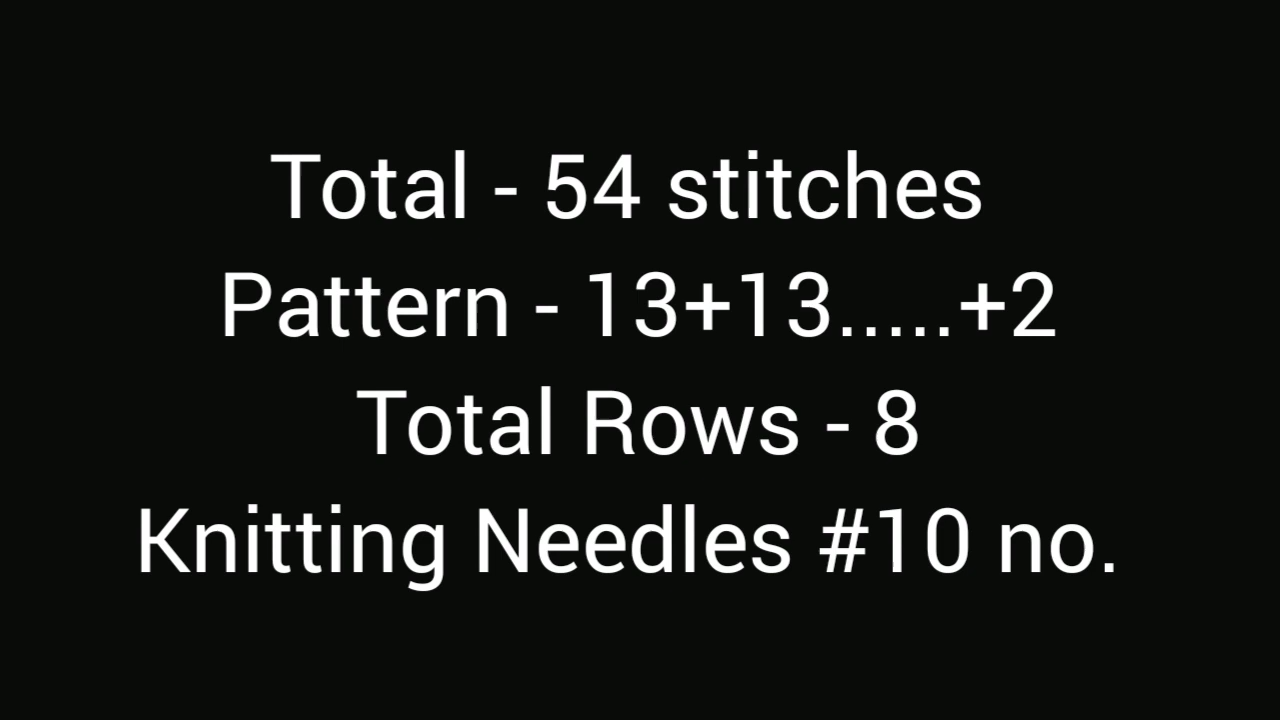 Total - 54 stitches
Pattern - 13+13.....+2
Total Rows - 8
Knitting Needles #10 no.